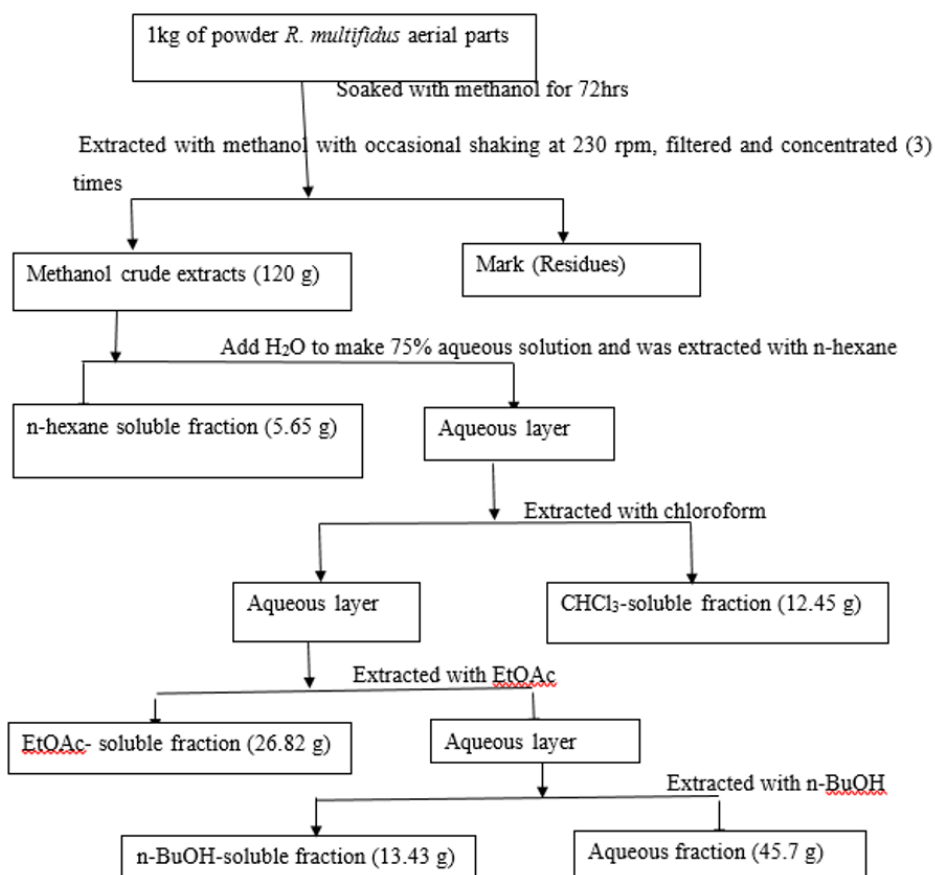 1kg of powder R. multifidus aerial parts
Soaked with methanol for 72hrs
Extracted with methanol with occasional shaking at 230 rpm, filtered and concentrated (3)
times
Methanol crude extracts (120 g)
Mark (Residues)
Add H₂O to make 75% aqueous solution and was extracted with n-hexane
n-hexane soluble fraction (5.65 g)
Aqueous layer
Extracted with chloroform
Aqueous layer
CHCl₃-soluble fraction (12.45 g)
Extracted with EtOAc
EtOAc- soluble fraction (26.82 g)
Aqueous layer
Extracted with n-BuOH
n-BuOH-soluble fraction (13.43 g)
Aqueous fraction (45.7 g)